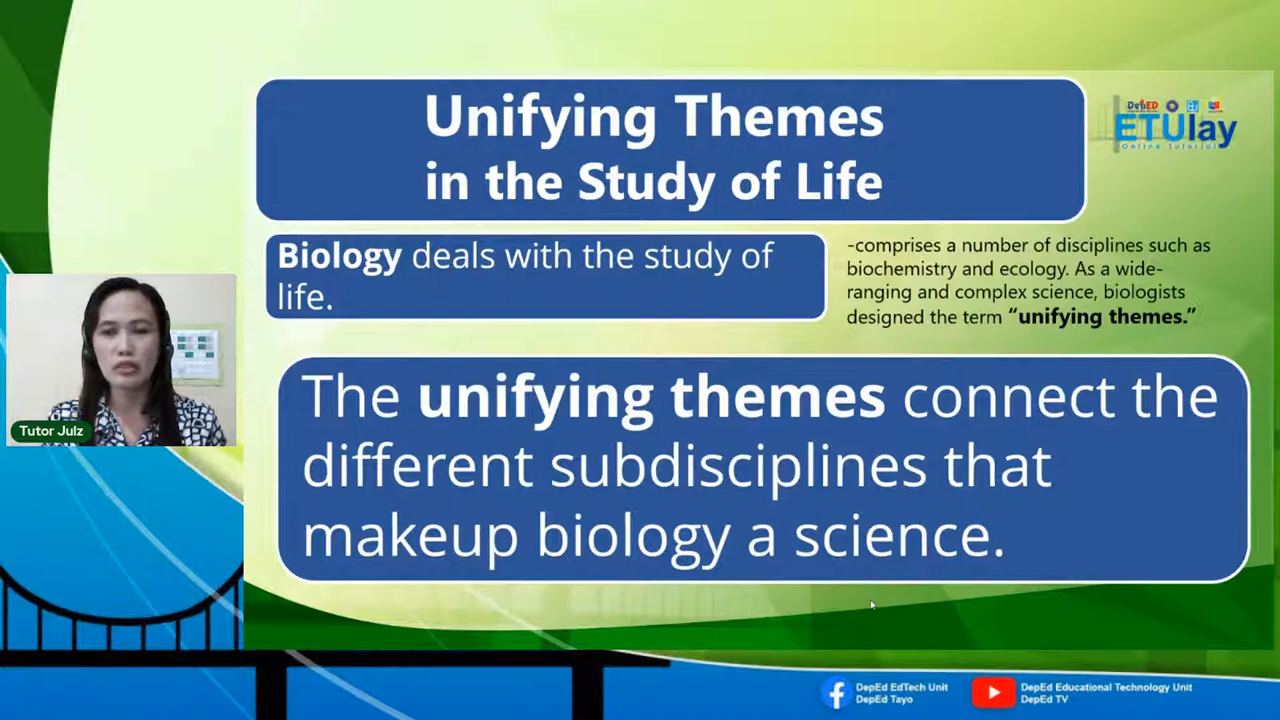 Unifying Themes
in the Study of Life
DepED
ETUlay
Online Tutorial
Biology deals with the study of
life.
-comprises a number of disciplines such as
biochemistry and ecology. As a wide-
ranging and complex science, biologists
designed the term “unifying themes.”
The unifying themes connect the
different subdisciplines that
makeup biology a science.
Tutor Julz
DepEd EdTech Unit
DepEd Tayo
DepEd Educational Technology Unit
DepEd TV